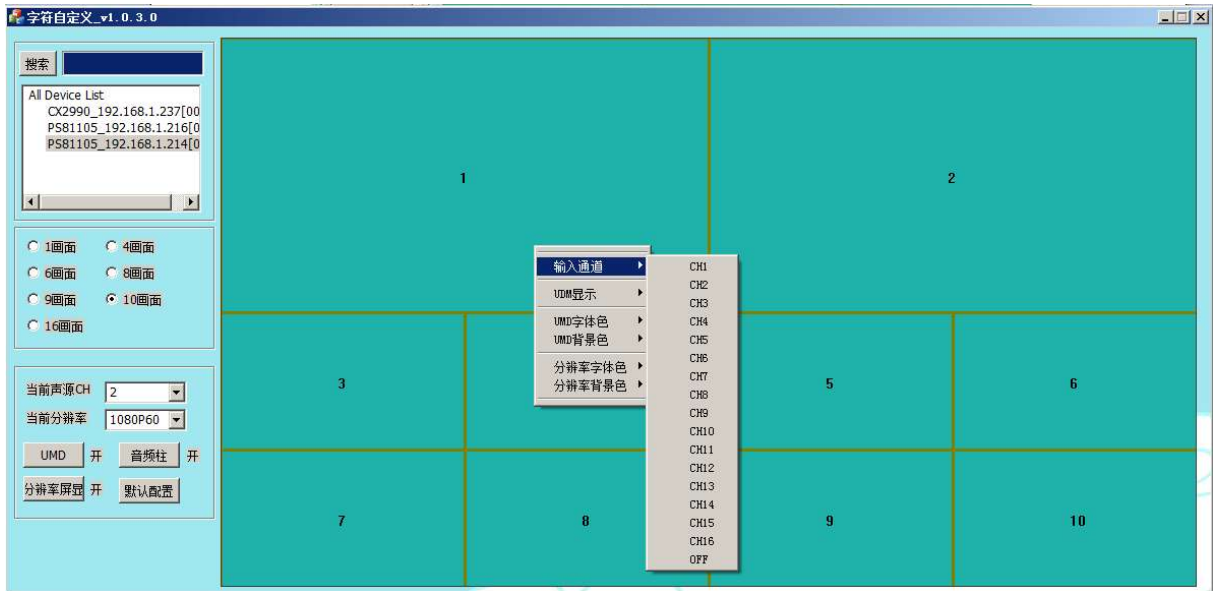 字符自定义_v1.0.3.0
搜索
All Device List
CX2990_192.168.1.237[00
PS81105_192.168.1.216[0
PS81105_192.168.1.214[0
1画面
4画面
6画面
8画面
9画面
10画面
16画面
当前声源CH
2
当前分辨率
1080P60
UMD
开
音频柱
开
分辨率屏显
开
默认配置
1
2
3
5
6
7
8
9
10
输入通道
UDM显示
UMD字体色
UMD背景色
分辨率字体色
分辨率背景色
CH1
CH2
CH3
CH4
CH5
CH6
CH7
CH8
CH9
CH10
CH11
CH12
CH13
CH14
CH15
CH16
OFF